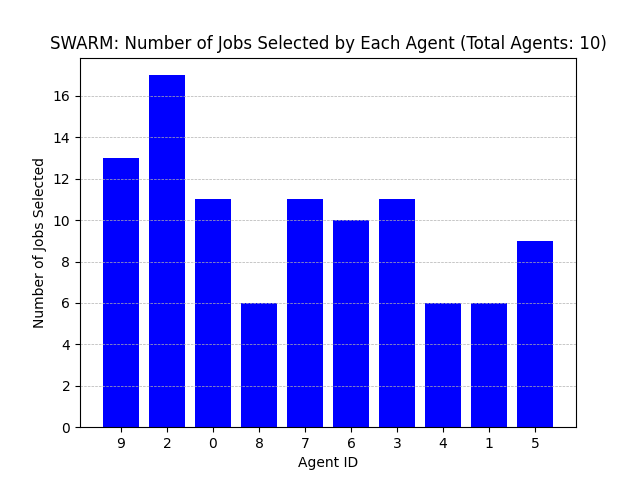 SWARM: Number of Jobs Selected by Each Agent (Total Agents: 10)
Number of Jobs Selected
16
14
12
10
8
6
4
2
0
9 2 0 8 7 6 3 4 1 5
Agent ID